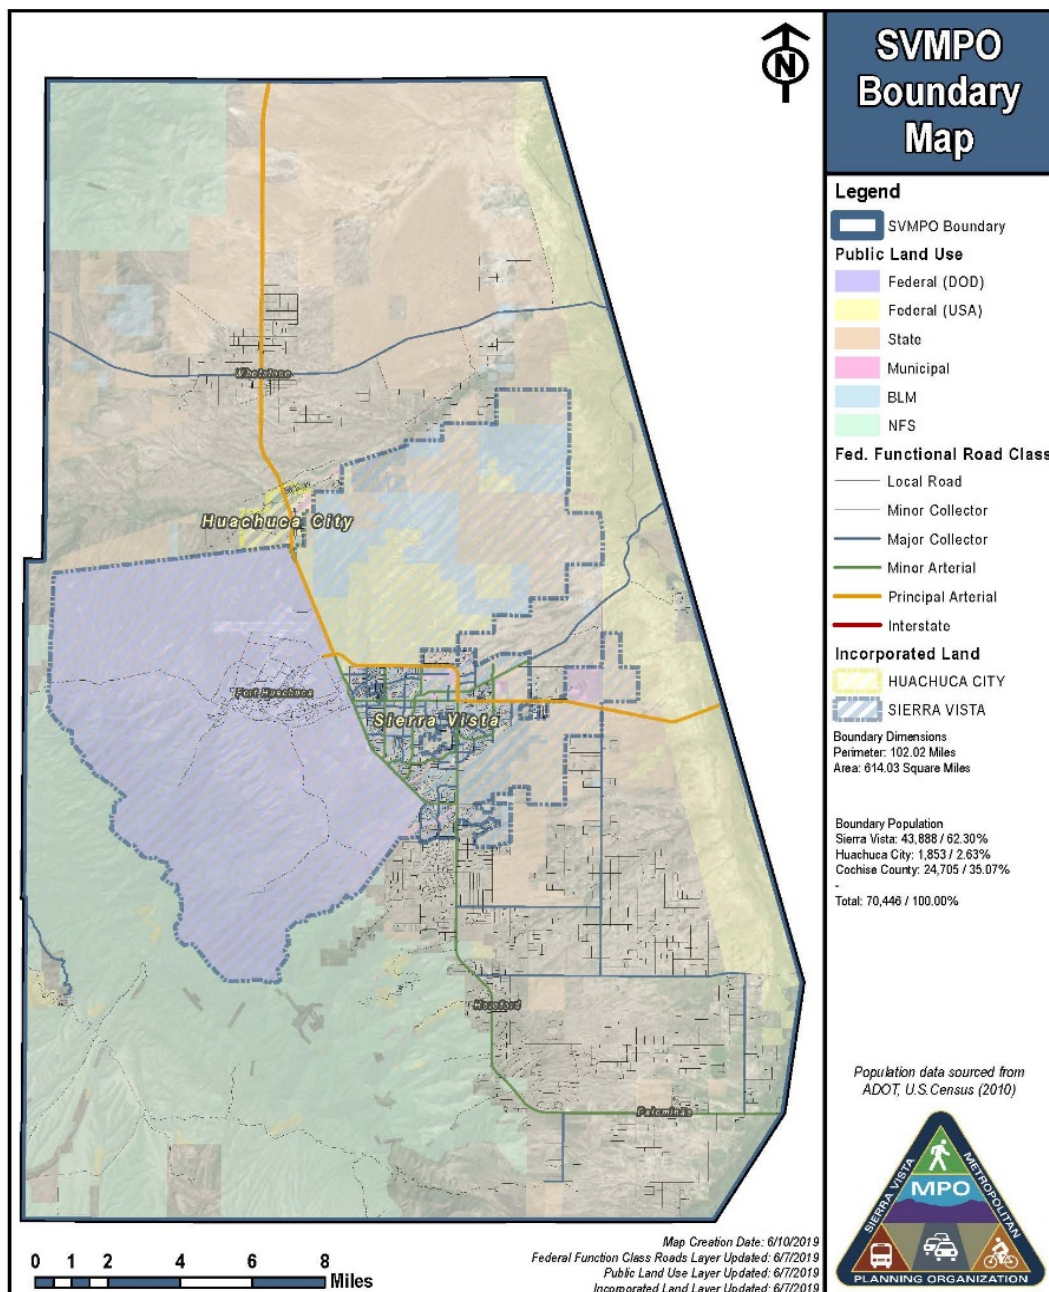 SVMPO
Boundary
Map
N
Legend
SVMPO Boundary
Public Land Use
Federal (DOD)
Federal (USA)
State
Municipal
BLM
NFS
Fed. Functional Road Class
Local Road
Minor Collector
Major Collector
Minor Arterial
Principal Arterial
Interstate
Incorporated Land
HUACHUCA CITY
SIERRA VISTA
Boundary Dimensions
Perimeter: 102.02 Miles
Area: 614.03 Square Miles
Boundary Population
Sierra Vista: 43,888 / 62.30%
Huachuca City: 1,853 / 2.63%
Cochise County: 24,705 / 35.07%
-
Total: 70,446 / 100.00%
Population data sourced from
ADOT, U.S.Census (2010)
Whetstone
Huachuca City
Fort Huachuca
Sierra Vista
Hereford
Palominas
0 1 2 4 6 8
Miles
Map Creation Date: 6/10/2019
Federal Function Class Roads Layer Updated: 6/7/2019
Public Land Use Layer Updated: 6/7/2019
Incorporated Land Layer Updated: 6/7/2019
SIERRA VISTA
METROPOLITAN
MPO
PLANNING ORGANIZATION